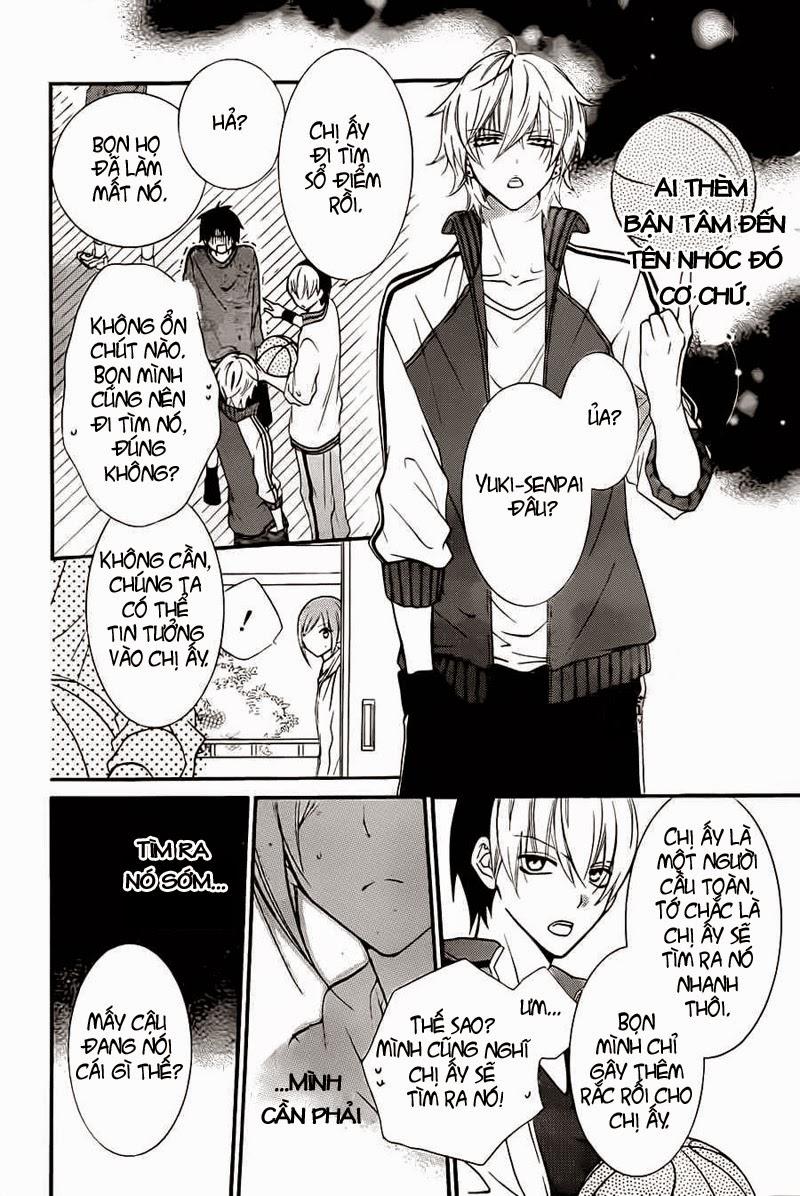 AI THÈM
BẬN TÂM ĐẾN
TÊN NHÓC ĐÓ
CƠ CHỨ.
ỦA?
YUKI-SENPAI
ĐÂU?
CHỊ ẤY
ĐI TÌM
SỔ ĐIỂM
RỒI.
HẢ?
BỌN HỌ
ĐÃ LÀM
MẤT NÓ.
KHÔNG ỔN
CHÚT NÀO.
BỌN MÌNH
CŨNG NÊN
ĐI TÌM NÓ,
ĐÚNG
KHÔNG?
KHÔNG CẦN,
CHÚNG TA
CÓ THỂ
TIN TƯỞNG
VÀO CHỊ ẤY.
!
CHỊ ẤY LÀ
MỘT NGƯỜI
CẦU TOÀN.
TỚ CHẮC LÀ
CHỊ ẤY SẼ
TÌM RA NÓ
NHANH
THÔI.
BỌN
MÌNH CHỈ
GÂY THÊM
RẮC RỐI CHO
CHỊ ẤY.
ƯM...
THẾ SAO?
MÌNH CŨNG NGHĨ
CHỊ ẤY SẼ
TÌM RA NÓ!
...MÌNH
CẦN PHẢI
TÌM RA
NÓ SỚM...
MẤY CẬU
ĐANG NÓI
CÁI GÌ THẾ?